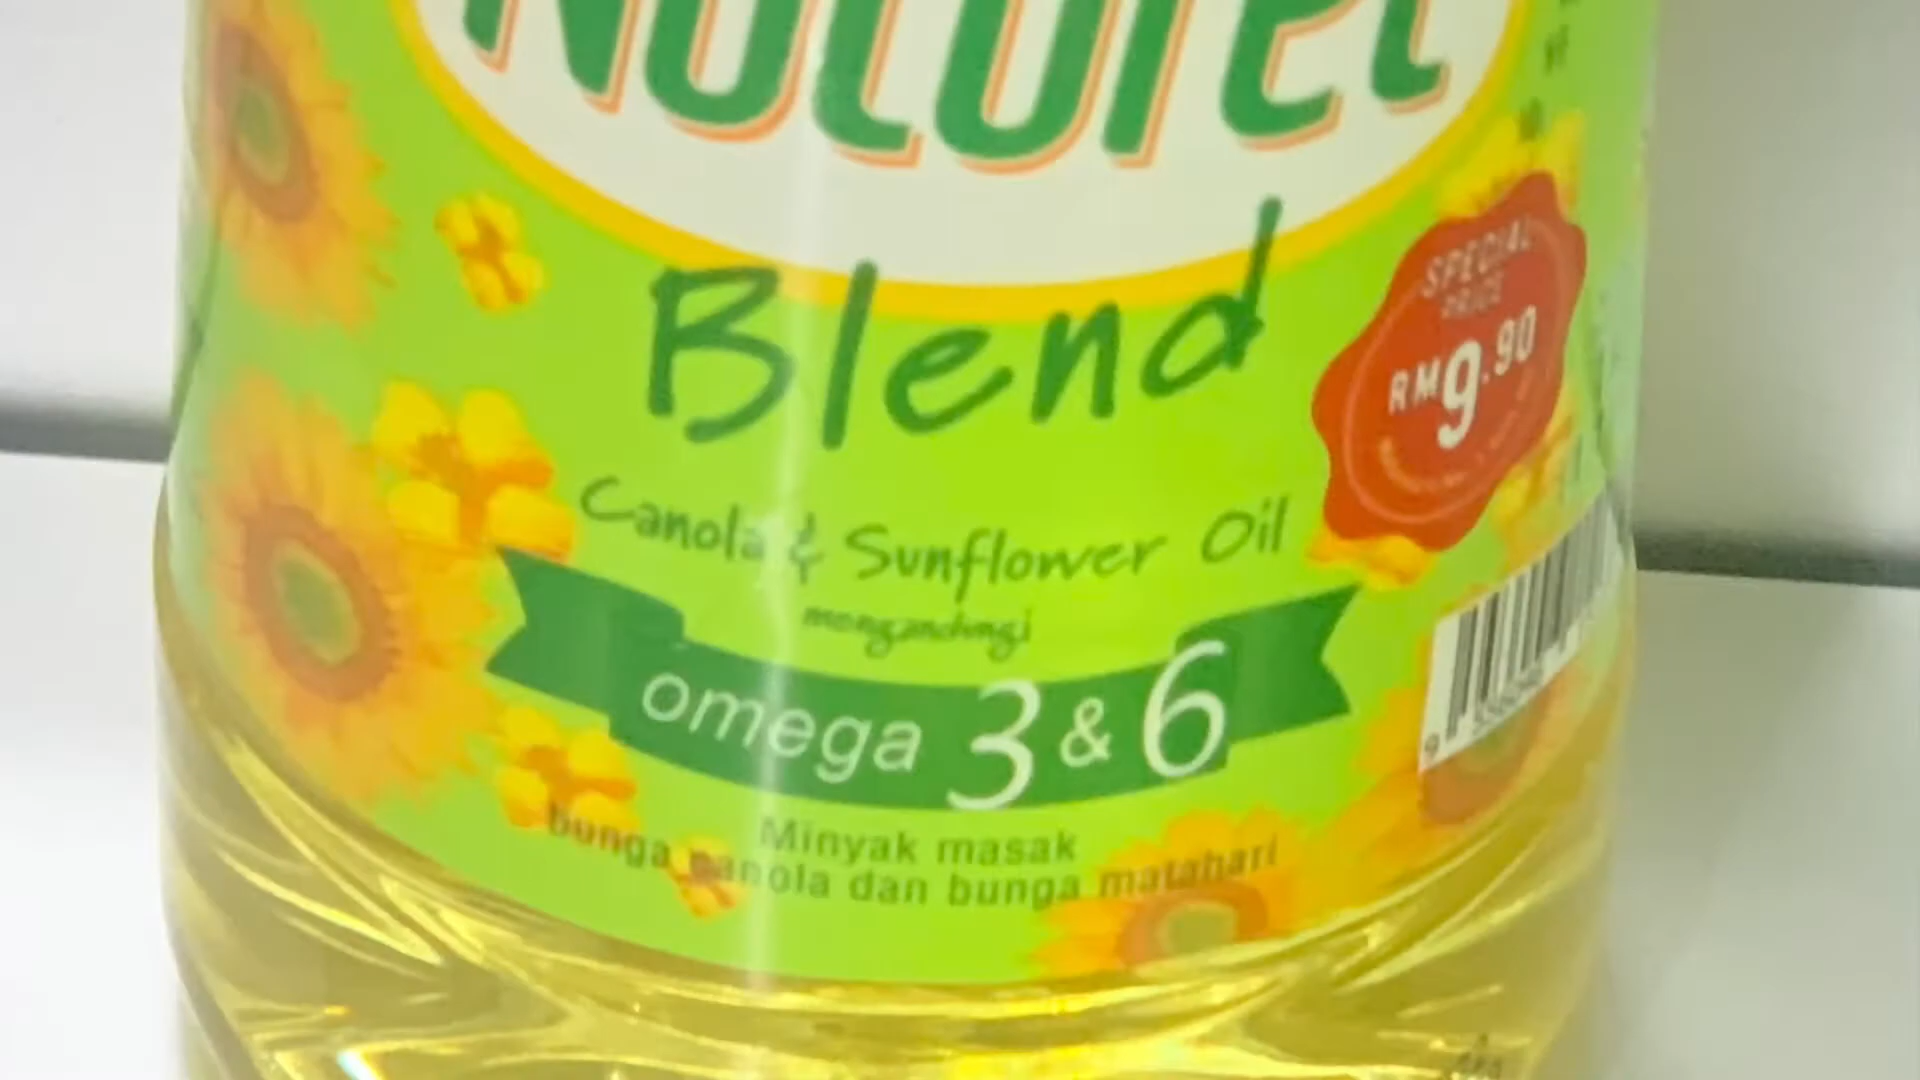 Naturel
Blend
SPECIAL
PRICE
RM9.90
Canola & Sunflower Oil
mengandungi
omega 3 & 6
Minyak masak
bunga canola dan bunga matahari